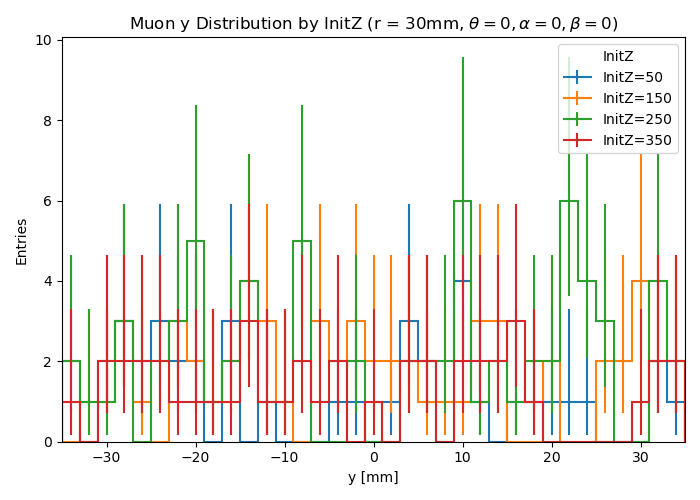 Muon y Distribution by InitZ (r = 30mm, θ = 0, α = 0, β = 0)
Entries
10
8
6
4
2
0
InitZ
InitZ=50
InitZ=150
InitZ=250
InitZ=350
−30 −20 −10 0 10 20 30
y [mm]